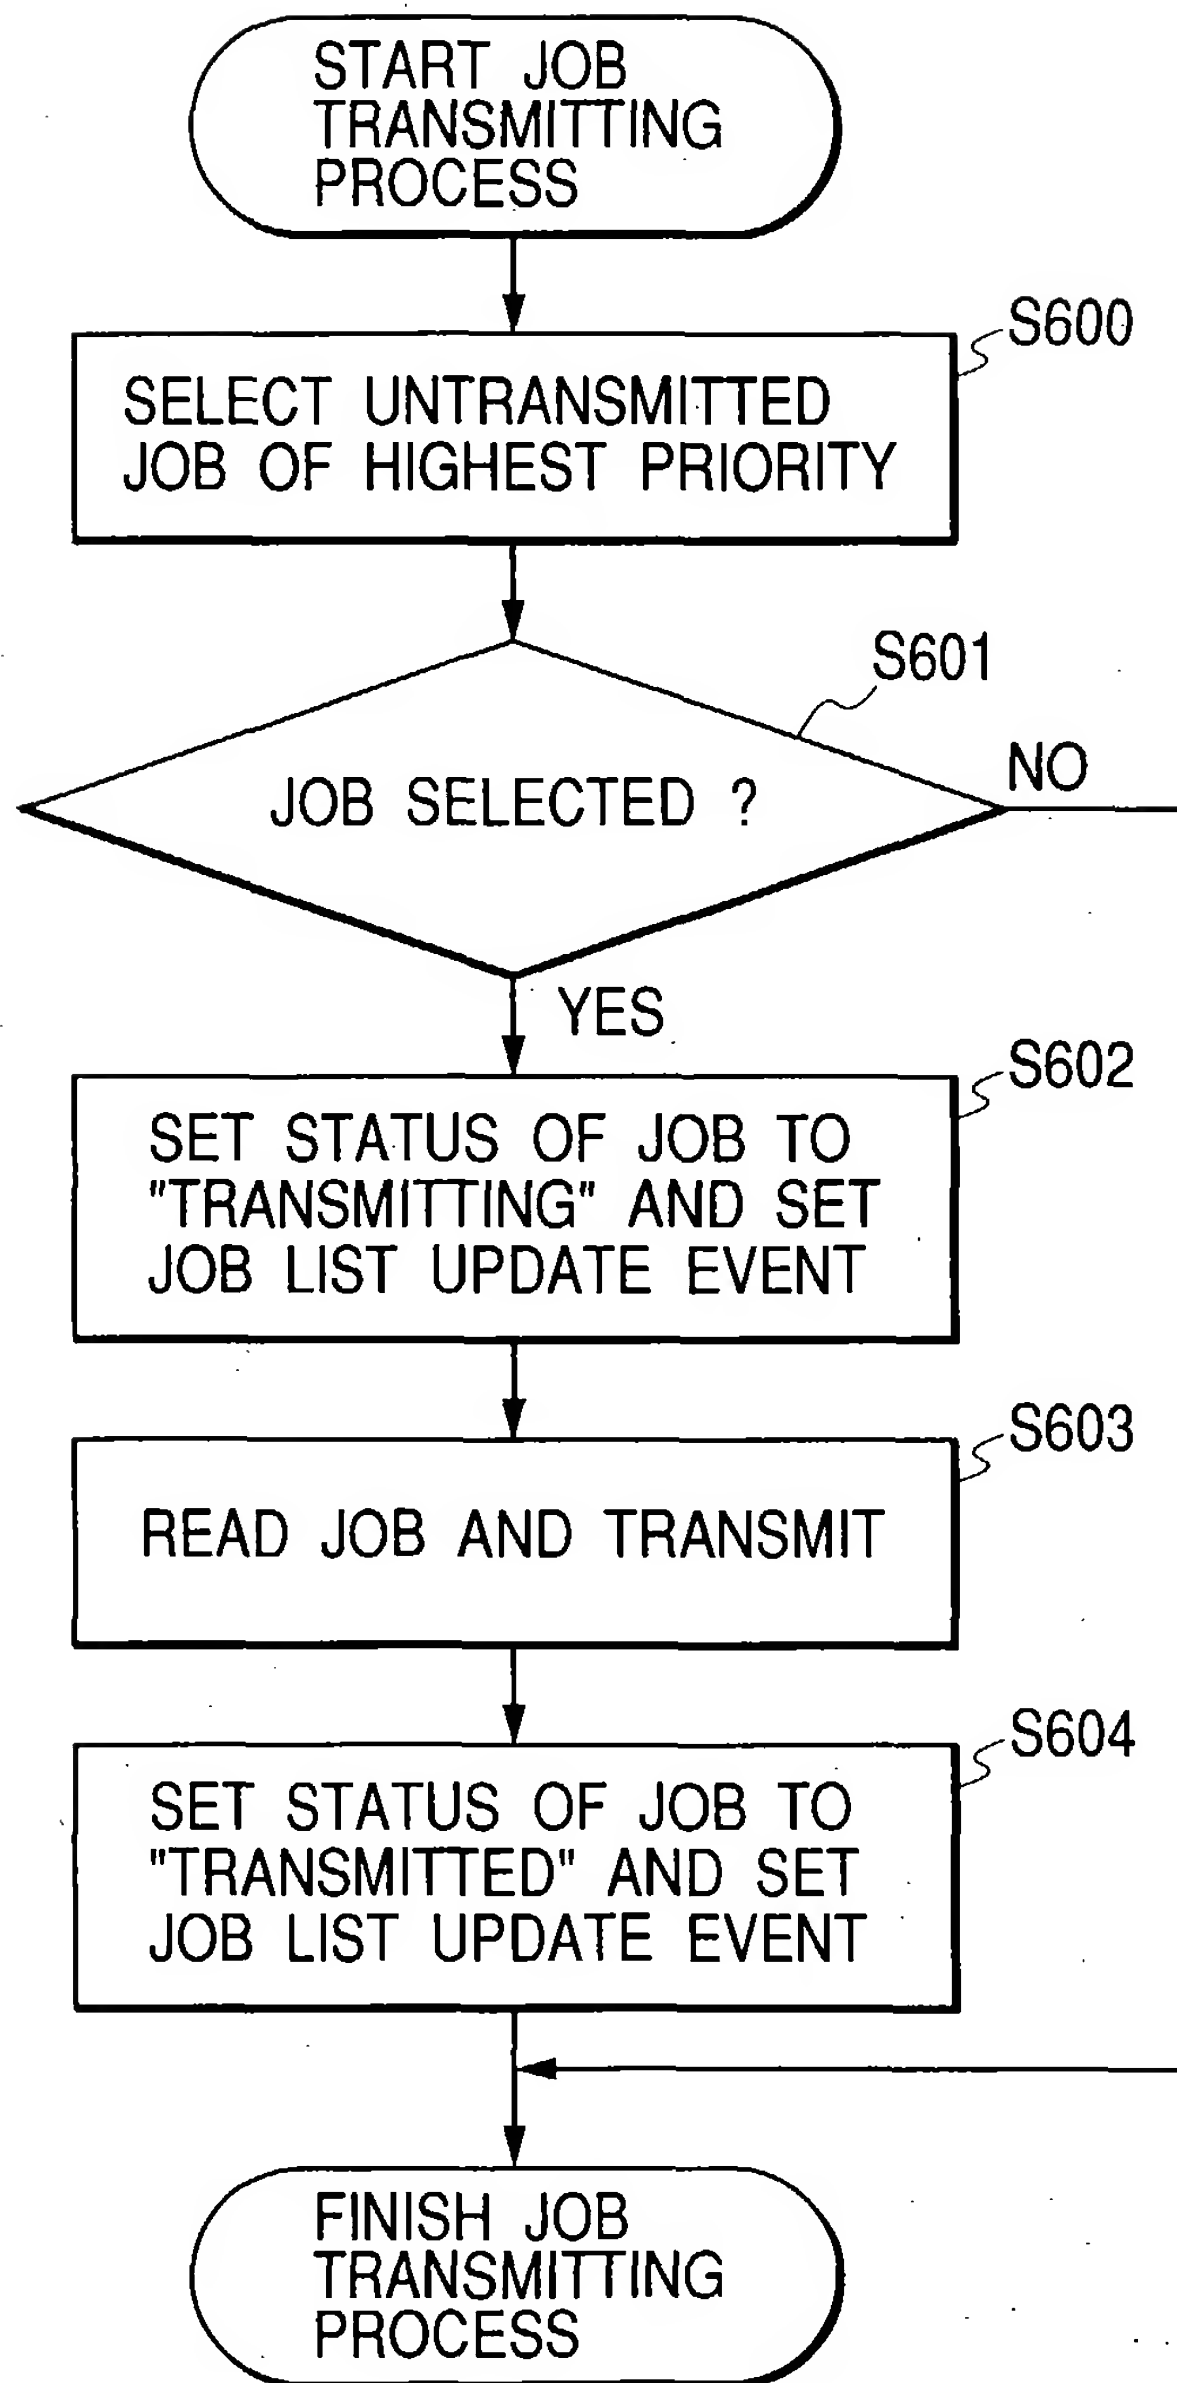 START JOB
TRANSMITTING
PROCESS
S600
SELECT UNTRANSMITTED
JOB OF HIGHEST PRIORITY
S601
JOB SELECTED ?
NO
YES
S602
SET STATUS OF JOB TO
"TRANSMITTING" AND SET
JOB LIST UPDATE EVENT
S603
READ JOB AND TRANSMIT
S604
SET STATUS OF JOB TO
"TRANSMITTED" AND SET
JOB LIST UPDATE EVENT
FINISH JOB
TRANSMITTING
PROCESS